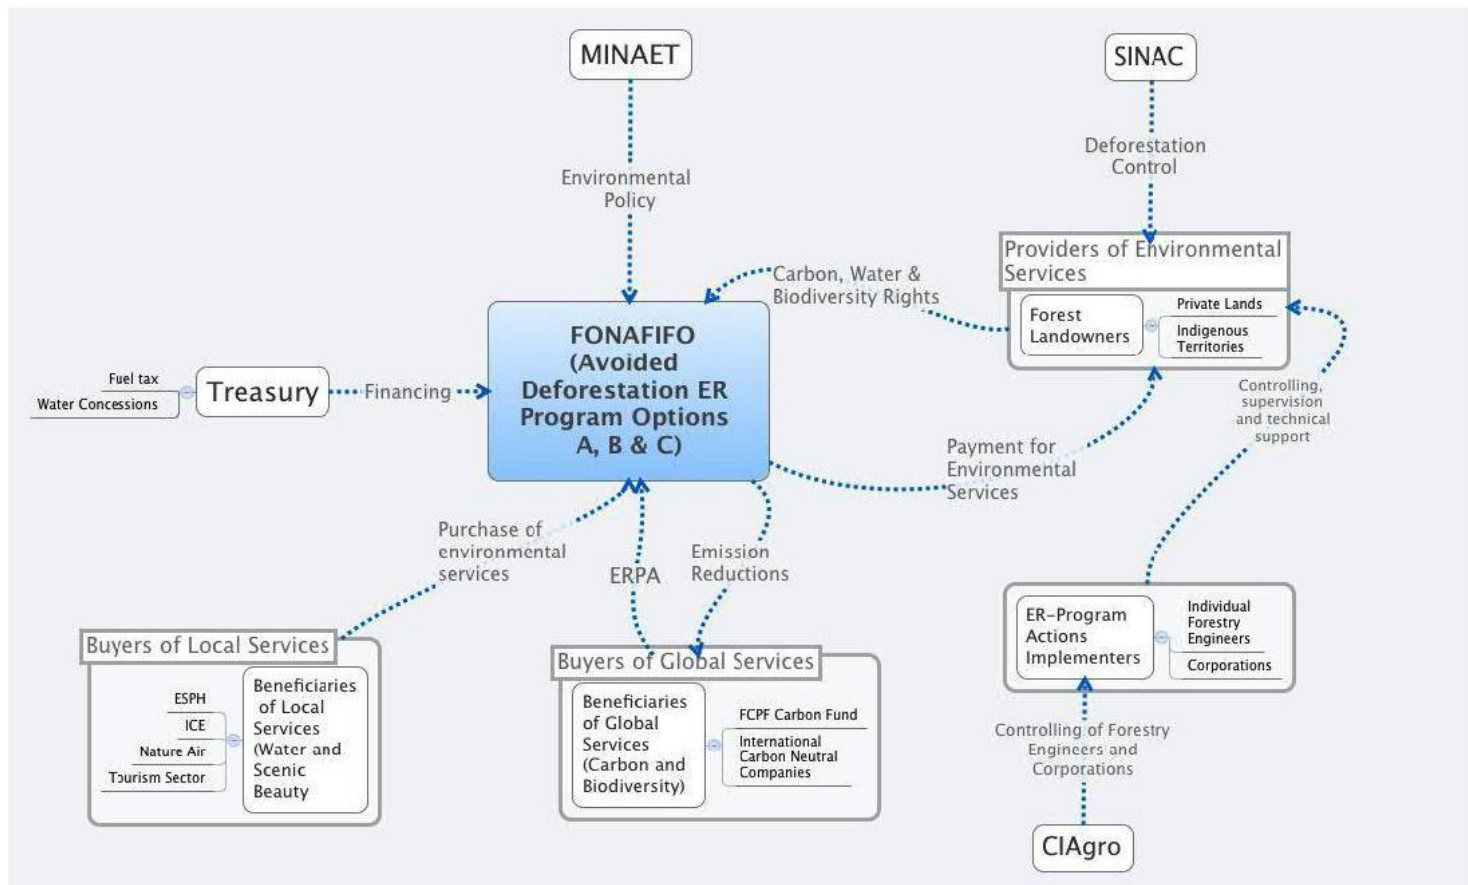 MINAET
SINAC
Deforestation
Control
Environmental
Policy
Providers of Environmental
Services
Forest
Landowners
Private Lands
Indigenous
Territories
Carbon, Water &
Biodiversity Rights
FONAFIFO
(Avoided
Deforestation ER
Program Options
A, B & C)
Fuel tax
Water Concessions
Treasury
Financing
Controlling,
supervision
and technical
support
Payment for
Environmental
Services
Purchase of
environmental
services
ERPA
Emission
Reductions
Buyers of Local Services
ESPH
ICE
Nature Air
Tourism Sector
Beneficiaries
of Local
Services
(Water and
Scenic
Beauty
Buyers of Global Services
Beneficiaries
of Global
Services
(Carbon and
Biodiversity)
FCPF Carbon Fund
International
Carbon Neutral
Companies
ER-Program
Actions
Implementers
Individual
Forestry
Engineers
Corporations
Controlling of Forestry
Engineers and
Corporations
CIAgro